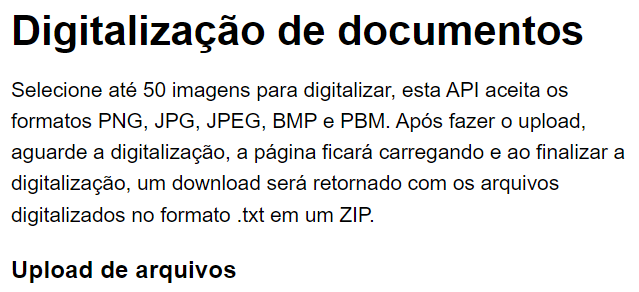 Digitalização de documentos
Selecione até 50 imagens para digitalizar, esta API aceita os
formatos PNG, JPG, JPEG, BMP e PBM. Após fazer o upload,
aguarde a digitalização, a página ficará carregando e ao finalizar a
digitalização, um download será retornado com os arquivos
digitalizados no formato .txt em um ZIP.
Upload de arquivos